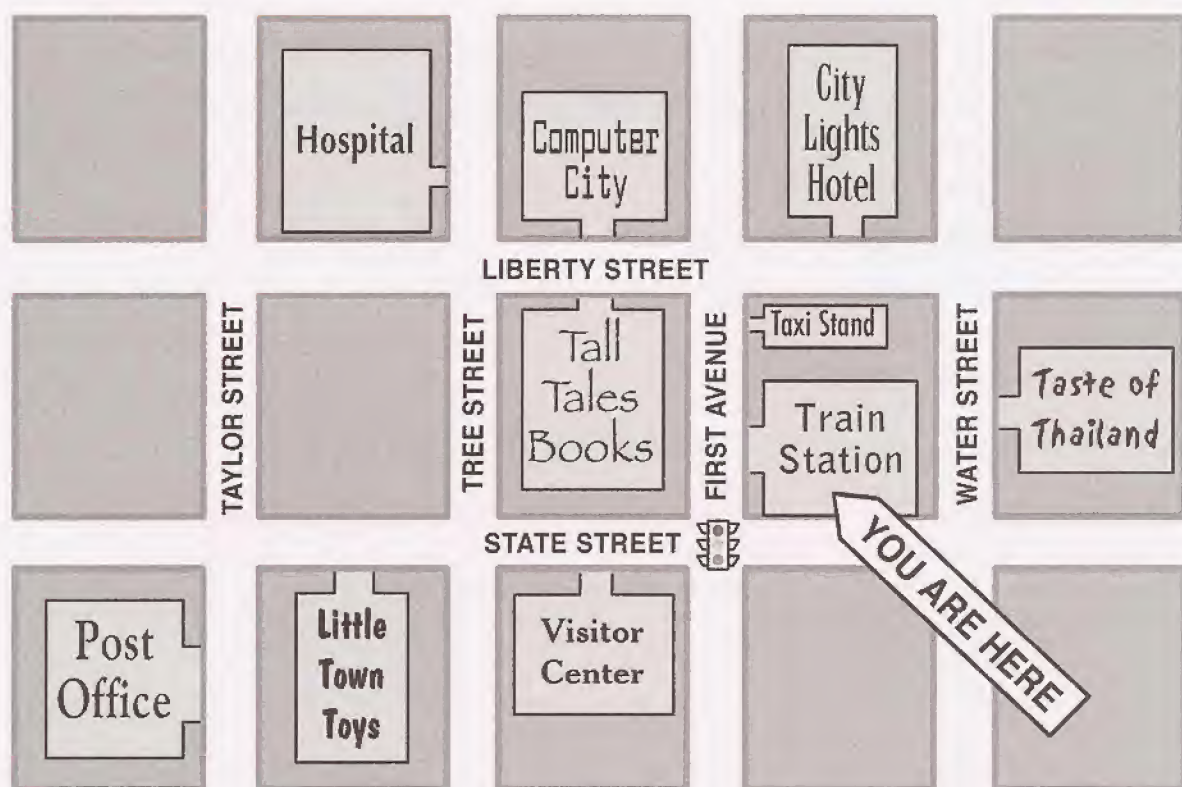 Hospital
Computer
City
City
Lights
Hotel
LIBERTY STREET
TAYLOR STREET
TREE STREET
Tall
Tales
Books
FIRST AVENUE
Taxi Stand
Train
Station
WATER STREET
Taste of
Thailand
STATE STREET
YOU ARE HERE
Post
Office
Little
Town
Toys
Visitor
Center